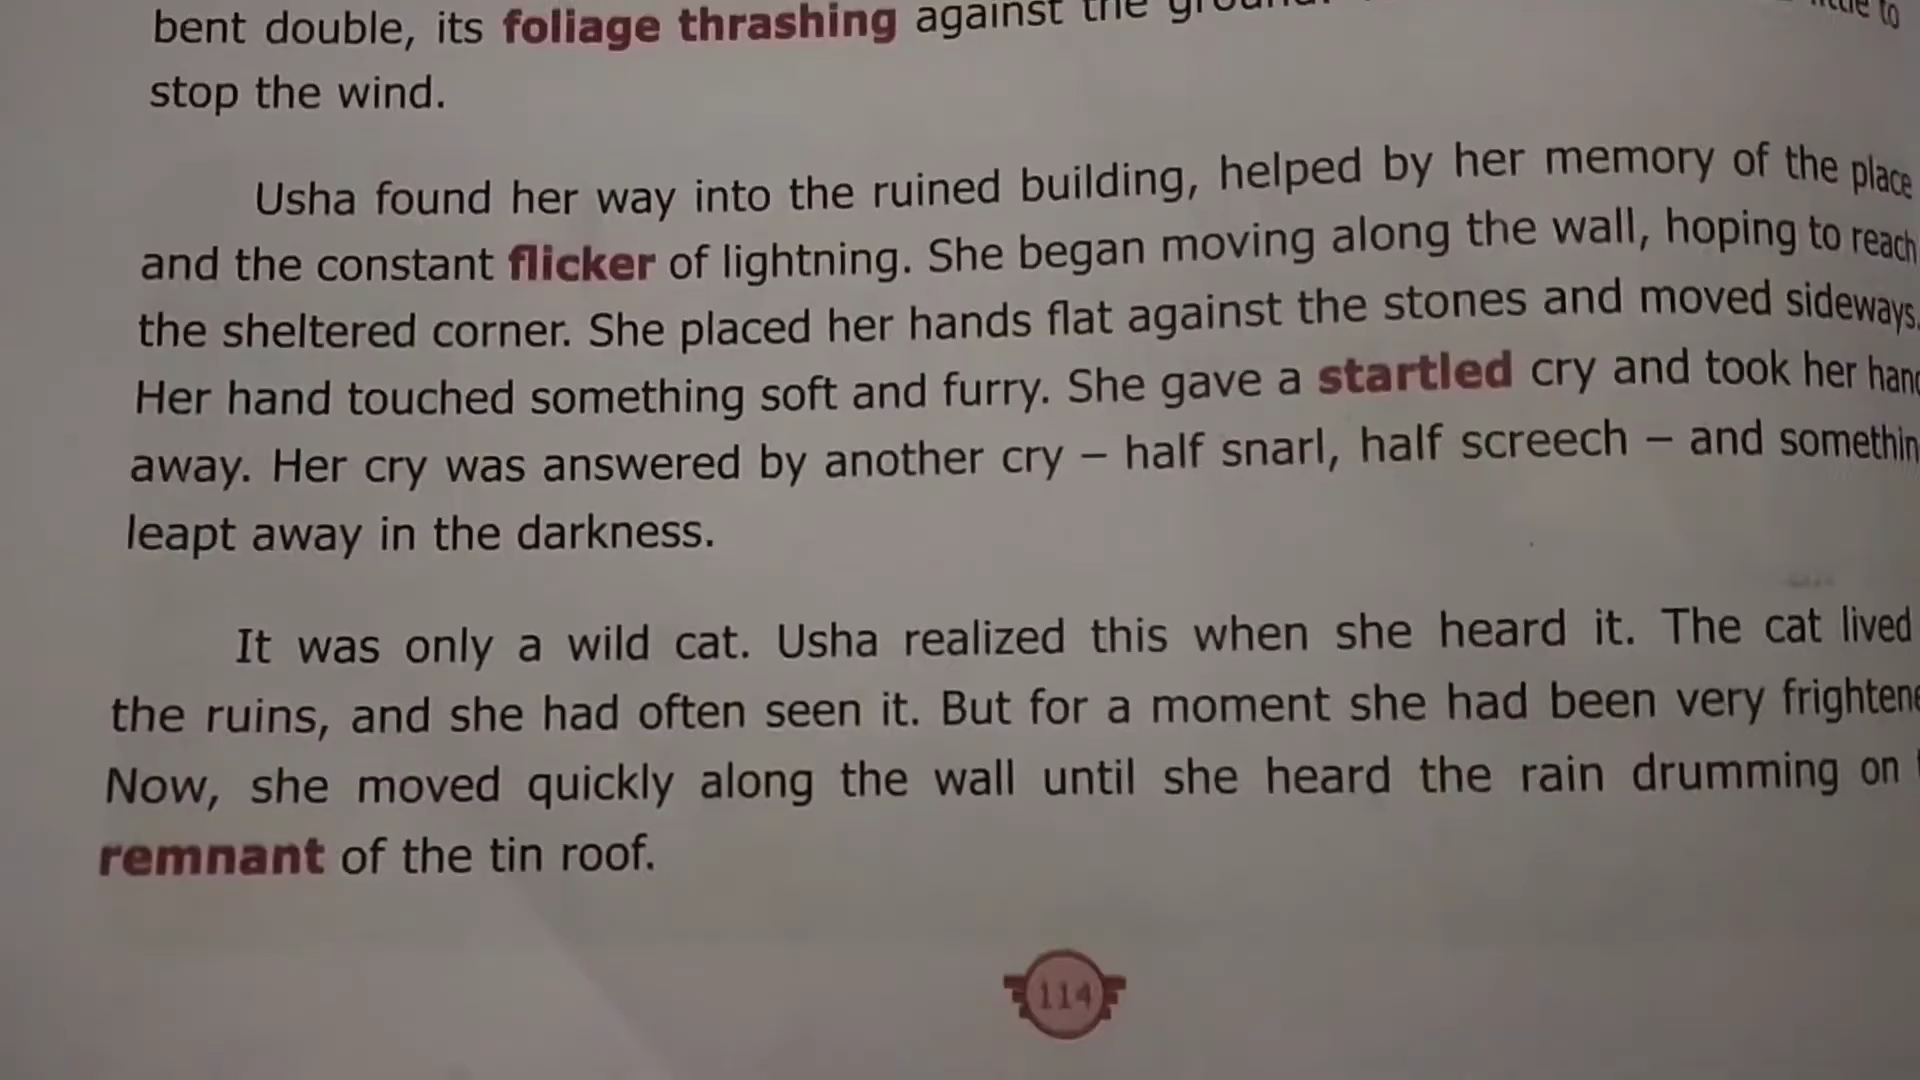 bent double, its foliage thrashing against the ground. little to
stop the wind.
Usha found her way into the ruined building, helped by her memory of the place
and the constant flicker of lightning. She began moving along the wall, hoping to reach
the sheltered corner. She placed her hands flat against the stones and moved sideways.
Her hand touched something soft and furry. She gave a startled cry and took her hand
away. Her cry was answered by another cry – half snarl, half screech – and somethin
leapt away in the darkness.
It was only a wild cat. Usha realized this when she heard it. The cat lived
the ruins, and she had often seen it. But for a moment she had been very frightene
Now, she moved quickly along the wall until she heard the rain drumming on
remnant of the tin roof.
114